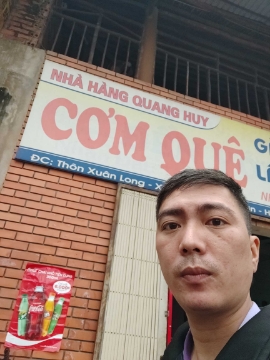 NHÀ HÀNG QUANG HUY
CƠM QUÊ
ĐC: Thôn Xuân Long - X